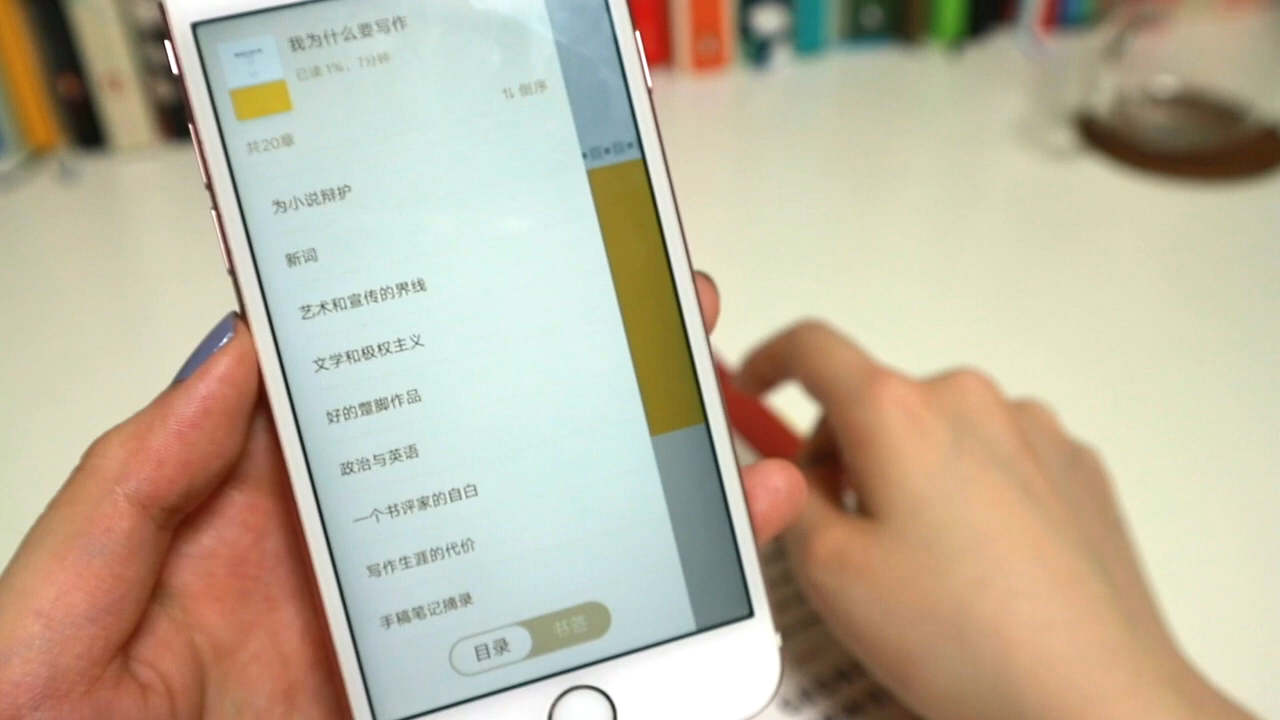 我为什么要写作
已读 1%，7分钟
倒序
共20章
为小说辩护
新词
艺术和宣传的界线
文学和极权主义
好的蹩脚作品
政治与英语
一个书评家的自白
写作生涯的代价
手稿笔记摘录
目录 书签